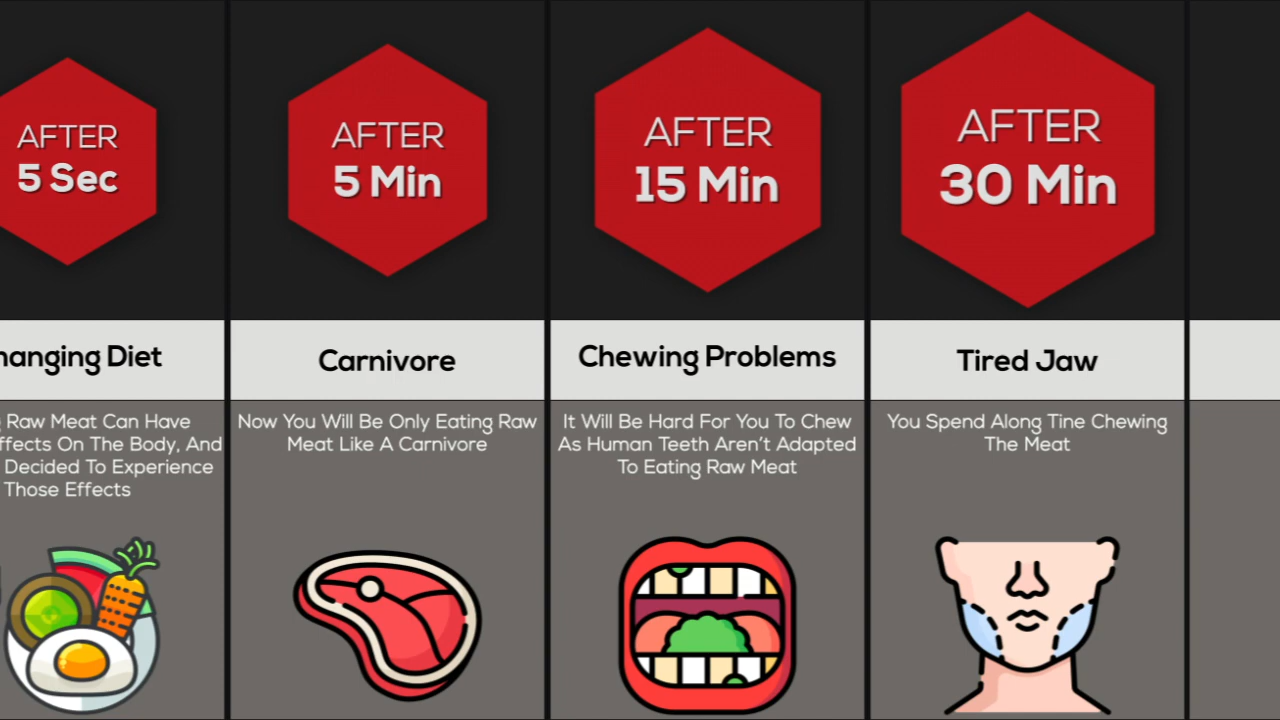 AFTER
5 Sec
hanging Diet
Raw Meat Can Have
ffects On The Body, And
Decided To Experience
Those Effects
AFTER
5 Min
Carnivore
Now You Will Be Only Eating Raw
Meat Like A Carnivore
AFTER
15 Min
Chewing Problems
It Will Be Hard For You To Chew
As Human Teeth Aren't Adapted
To Eating Raw Meat
AFTER
30 Min
Tired Jaw
You Spend Along Tine Chewing
The Meat